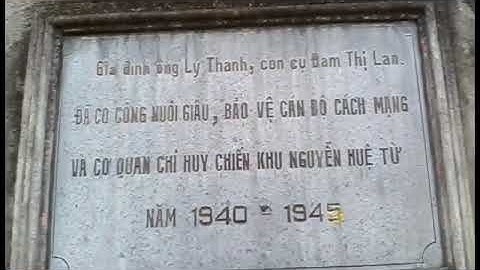 Gia đình ông Lý Thanh, con cụ Đàm Thị Lan.
ĐÃ CÓ CÔNG NUÔI GIẤU, BẢO VỆ CÁN BỘ CÁCH MẠNG
VÀ CƠ QUAN CHỈ HUY CHIẾN KHU NGUYỄN HUỆ TỪ
NĂM 1940 - 1945